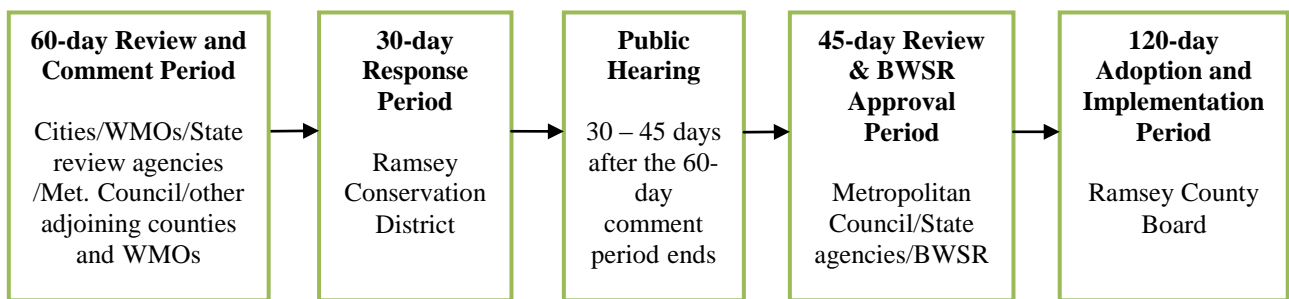 60-day Review and
Comment Period
Cities/WMOs/State
review agencies
/Met. Council/other
adjoining counties
and WMOs
30-day
Response
Period
Ramsey
Conservation
District
Public
Hearing
30 – 45 days
after the 60-
day
comment
period ends
45-day Review
& BWSR
Approval
Period
Metropolitan
Council/State
agencies/BWSR
120-day
Adoption and
Implementation
Period
Ramsey County
Board